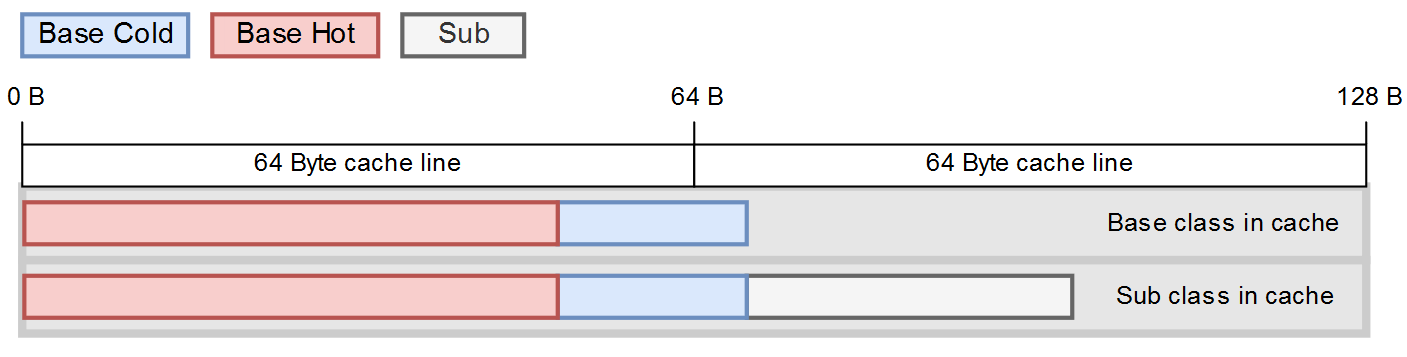 Base Cold
Base Hot
Sub
0 B
64 B
128 B
64 Byte cache line
64 Byte cache line
Base class in cache
Sub class in cache